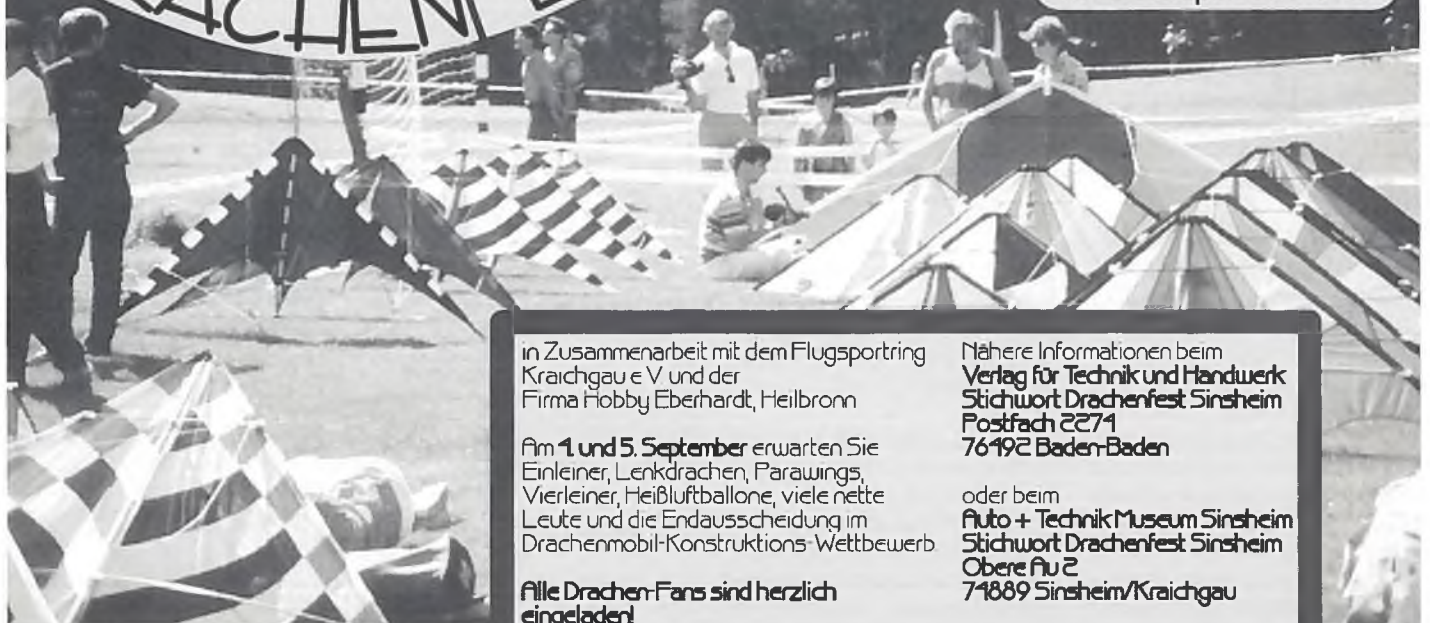 RACHEN
in Zusammenarbeit mit dem Flugsportring
Kraichgau e.V. und der
Firma Hobby Eberhardt, Heilbronn
Am 4. und 5. September erwarten Sie
Einleiner, Lenkdrachen, Parawings,
Vierleiner, Heißluftballone, viele nette
Leute und die Endausscheidung im
Drachenmobil-Konstruktions-Wettbewerb.
Alle Drachen-Fans sind herzlich
eingeladen!
Nähere Informationen beim
Verlag für Technik und Handwerk
Stichwort Drachenfest Sinsheim
Postfach 2274
76492 Baden-Baden
oder beim
Auto + Technik Museum Sinsheim
Stichwort Drachenfest Sinsheim
Obere Au 2
74889 Sinsheim/Kraichgau